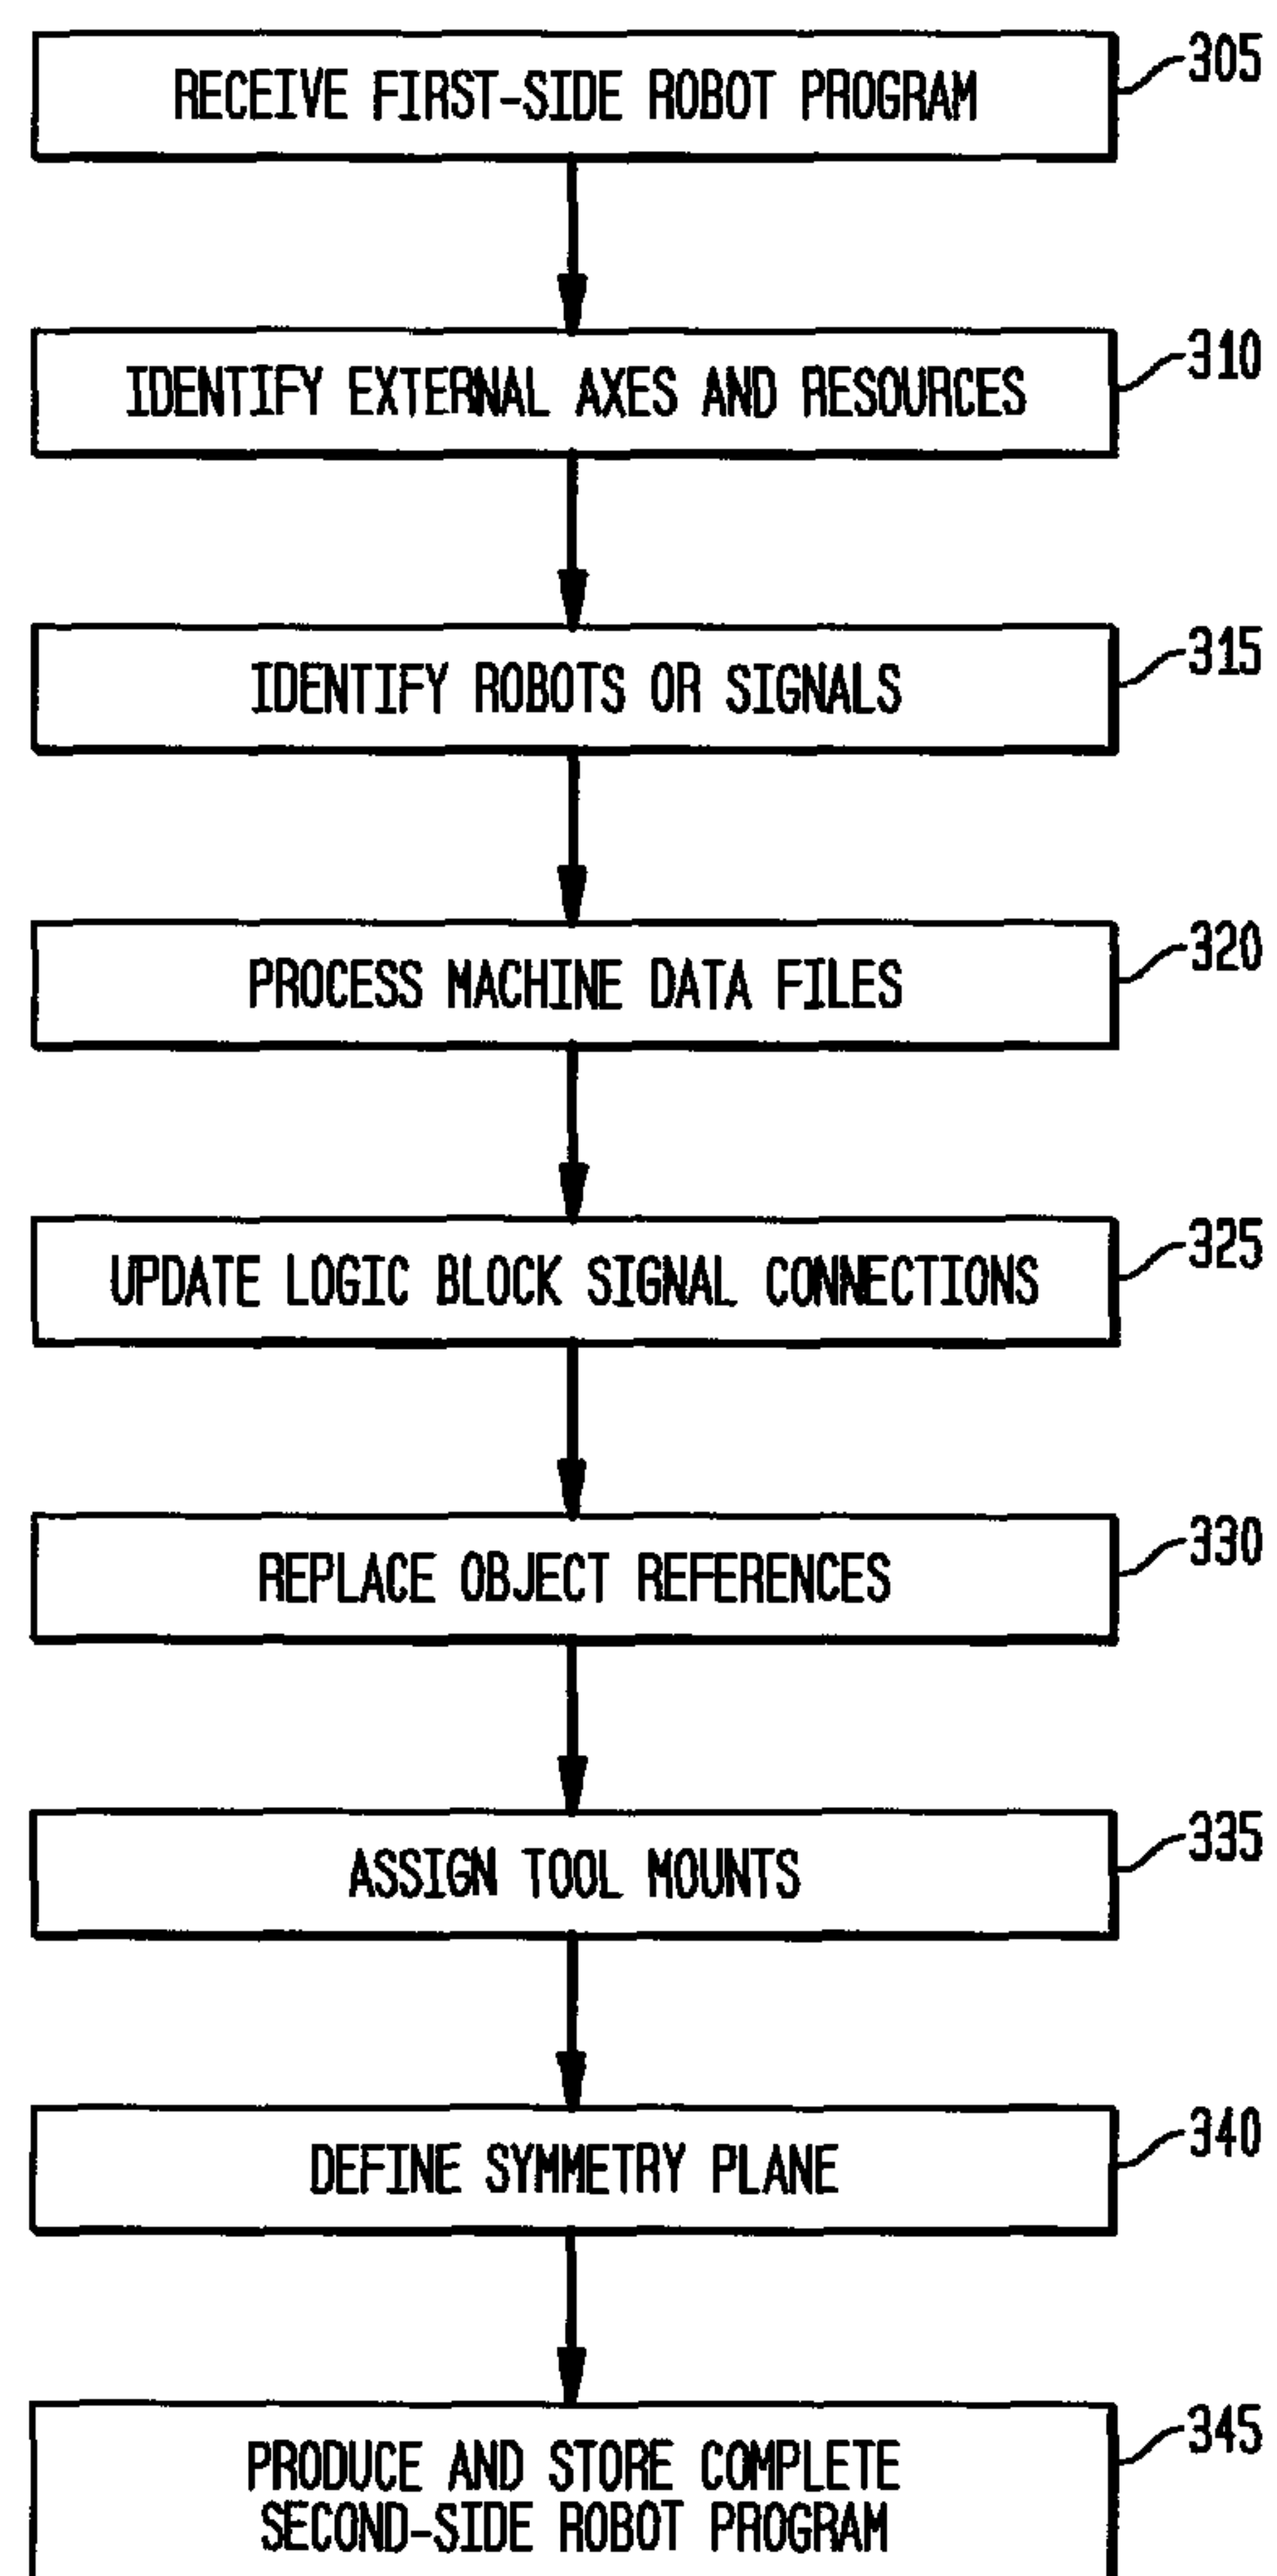 RECEIVE FIRST-SIDE ROBOT PROGRAM
305
IDENTIFY EXTERNAL AXES AND RESOURCES
310
IDENTIFY ROBOTS OR SIGNALS
315
PROCESS MACHINE DATA FILES
320
UPDATE LOGIC BLOCK SIGNAL CONNECTIONS
325
REPLACE OBJECT REFERENCES
330
ASSIGN TOOL MOUNTS
335
DEFINE SYMMETRY PLANE
340
PRODUCE AND STORE COMPLETE
SECOND-SIDE ROBOT PROGRAM
345